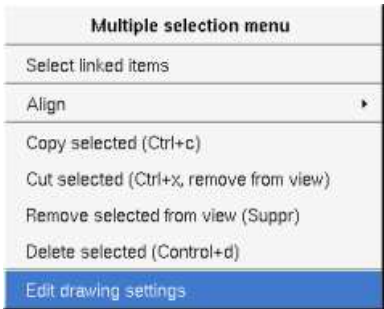 Multiple selection menu
Select linked items
Align
Copy selected (Ctrl+c)
Cut selected (Ctrl+x, remove from view)
Remove selected from view (Suppr)
Delete selected (Control+d)
Edit drawing settings